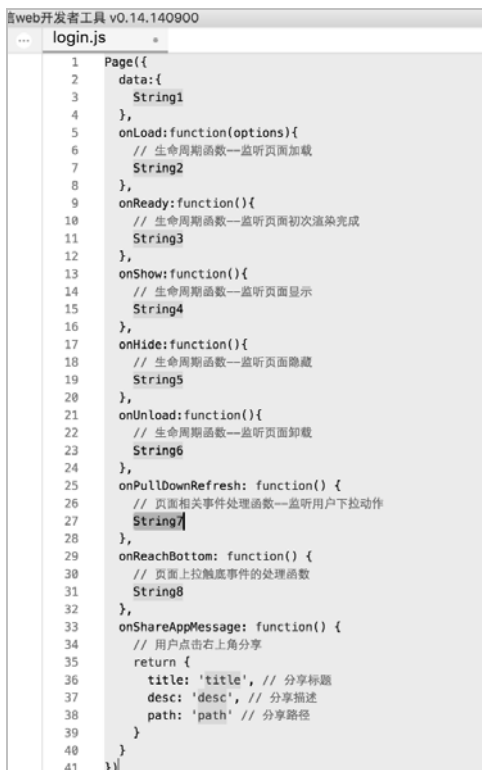 信web开发者工具 v0.14.140900
... login.js
1 Page({
2   data:{
3     String1
4   },
5   onLoad:function(options){
6     // 生命周期函数--监听页面加载
7     String2
8   },
9   onReady:function(){
10     // 生命周期函数--监听页面初次渲染完成
11     String3
12   },
13   onShow:function(){
14     // 生命周期函数--监听页面显示
15     String4
16   },
17   onHide:function(){
18     // 生命周期函数--监听页面隐藏
19     String5
20   },
21   onUnload:function(){
22     // 生命周期函数--监听页面卸载
23     String6
24   },
25   onPullDownRefresh: function() {
26     // 页面相关事件处理函数--监听用户下拉动作
27     String7
28   },
29   onReachBottom: function() {
30     // 页面上拉触底事件的处理函数
31     String8
32   },
33   onShareAppMessage: function() {
34     // 用户点击右上角分享
35     return {
36       title: 'title', // 分享标题
37       desc: 'desc', // 分享描述
38       path: 'path' // 分享路径
39     }
40   }
41 })